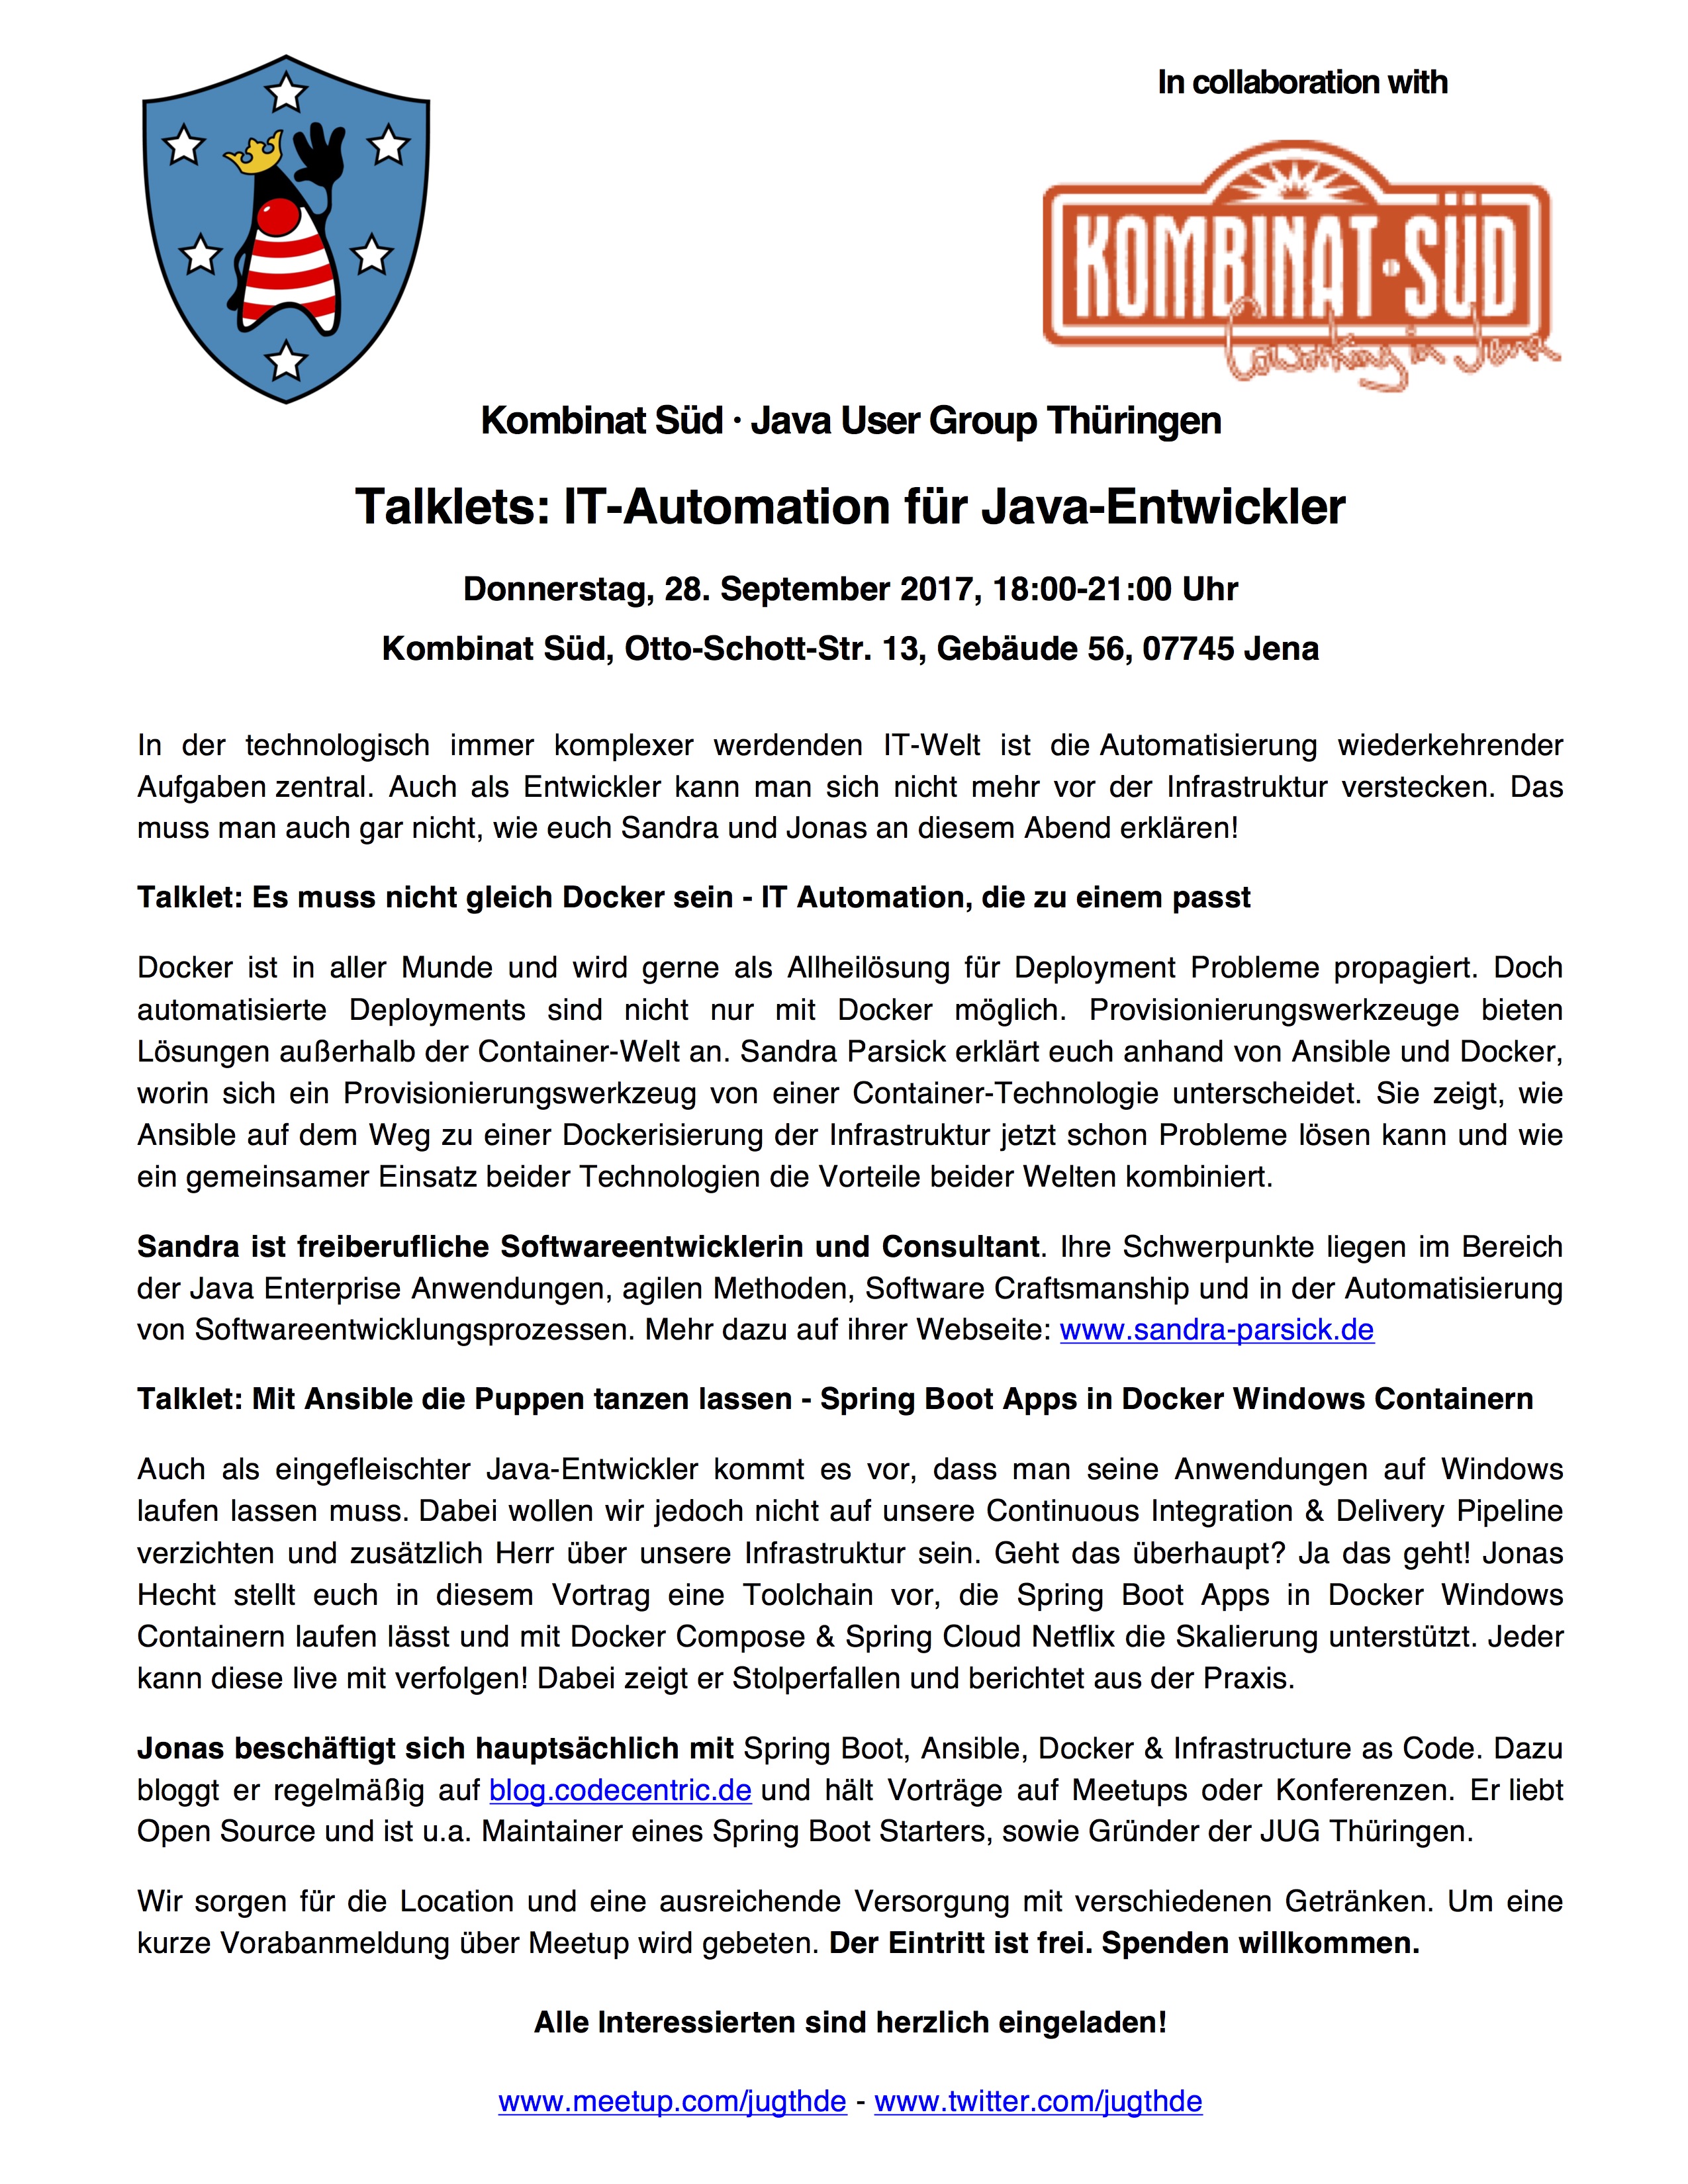 In collaboration with
KOMBINAT·SÜD
Coworking in Jena
Kombinat Süd · Java User Group Thüringen
Talklets: IT-Automation für Java-Entwickler
Donnerstag, 28. September 2017, 18:00-21:00 Uhr
Kombinat Süd, Otto-Schott-Str. 13, Gebäude 56, 07745 Jena
In der technologisch immer komplexer werdenden IT-Welt ist die Automatisierung wiederkehrender
Aufgaben zentral. Auch als Entwickler kann man sich nicht mehr vor der Infrastruktur verstecken. Das
muss man auch gar nicht, wie euch Sandra und Jonas an diesem Abend erklären!
Talklet: Es muss nicht gleich Docker sein - IT Automation, die zu einem passt
Docker ist in aller Munde und wird gerne als Allheilösung für Deployment Probleme propagiert. Doch
automatisierte Deployments sind nicht nur mit Docker möglich. Provisionierungswerkzeuge bieten
Lösungen außerhalb der Container-Welt an. Sandra Parsick erklärt euch anhand von Ansible und Docker,
worin sich ein Provisionierungswerkzeug von einer Container-Technologie unterscheidet. Sie zeigt, wie
Ansible auf dem Weg zu einer Dockerisierung der Infrastruktur jetzt schon Probleme lösen kann und wie
ein gemeinsamer Einsatz beider Technologien die Vorteile beider Welten kombiniert.
Sandra ist freiberufliche Softwareentwicklerin und Consultant. Ihre Schwerpunkte liegen im Bereich
der Java Enterprise Anwendungen, agilen Methoden, Software Craftsmanship und in der Automatisierung
von Softwareentwicklungsprozessen. Mehr dazu auf ihrer Webseite: www.sandra-parsick.de
Talklet: Mit Ansible die Puppen tanzen lassen - Spring Boot Apps in Docker Windows Containern
Auch als eingefleischter Java-Entwickler kommt es vor, dass man seine Anwendungen auf Windows
laufen lassen muss. Dabei wollen wir jedoch nicht auf unsere Continuous Integration & Delivery Pipeline
verzichten und zusätzlich Herr über unsere Infrastruktur sein. Geht das überhaupt? Ja das geht! Jonas
Hecht stellt euch in diesem Vortrag eine Toolchain vor, die Spring Boot Apps in Docker Windows
Containern laufen lässt und mit Docker Compose & Spring Cloud Netflix die Skalierung unterstützt. Jeder
kann diese live mit verfolgen! Dabei zeigt er Stolperfallen und berichtet aus der Praxis.
Jonas beschäftigt sich hauptsächlich mit Spring Boot, Ansible, Docker & Infrastructure as Code. Dazu
bloggt er regelmäßig auf blog.codecentric.de und hält Vorträge auf Meetups oder Konferenzen. Er liebt
Open Source und ist u.a. Maintainer eines Spring Boot Starters, sowie Gründer der JUG Thüringen.
Wir sorgen für die Location und eine ausreichende Versorgung mit verschiedenen Getränken. Um eine
kurze Vorabanmeldung über Meetup wird gebeten. Der Eintritt ist frei. Spenden willkommen.
Alle Interessierten sind herzlich eingeladen!
www.meetup.com/jugthde - www.twitter.com/jugthde